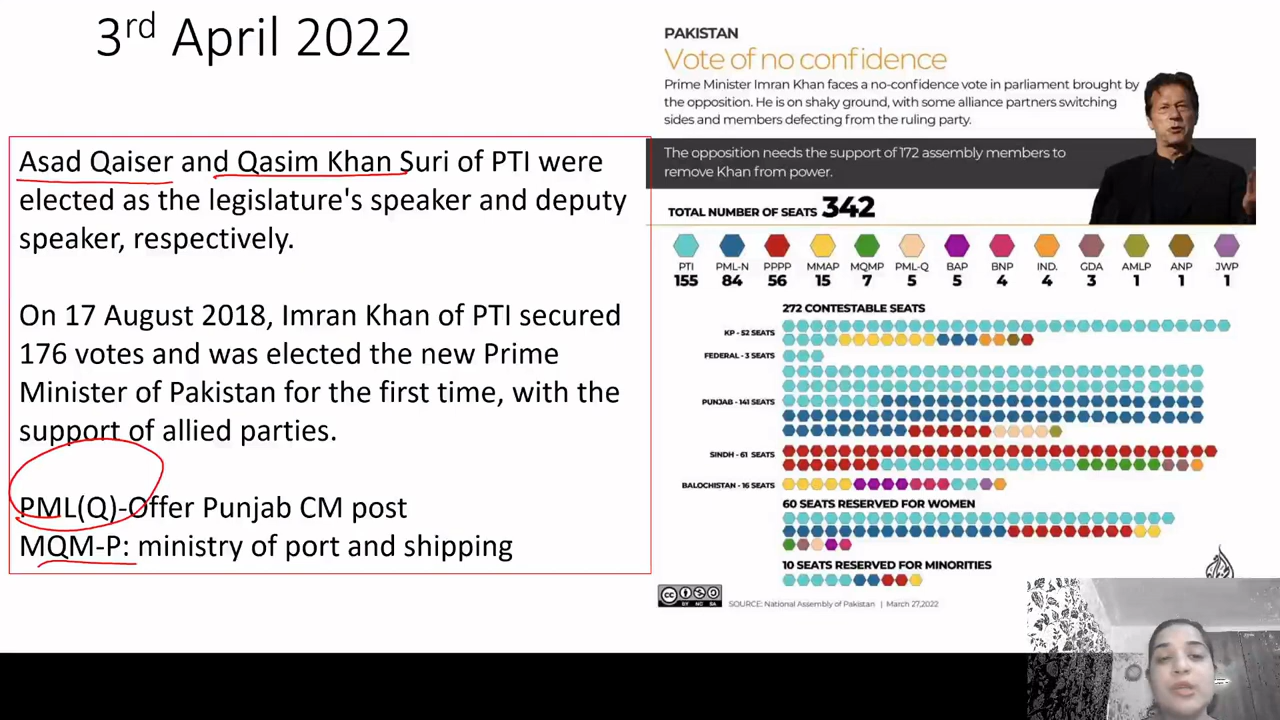 3rd April 2022
Asad Qaiser and Qasim Khan Suri of PTI were
elected as the legislature's speaker and deputy
speaker, respectively.
On 17 August 2018, Imran Khan of PTI secured
176 votes and was elected the new Prime
Minister of Pakistan for the first time, with the
support of allied parties.
PML(Q)-Offer Punjab CM post
MQM-P: ministry of port and shipping
PAKISTAN
Vote of no confidence
Prime Minister Imran Khan faces a no-confidence vote in parliament brought by
the opposition. He is on shaky ground, with some alliance partners switching
sides and members defecting from the ruling party.
The opposition needs the support of 172 assembly members to
remove Khan from power.
TOTAL NUMBER OF SEATS 342
PTI PML-N PPPP MMAP MQMP PML-Q BAP BNP IND. GDA AMLP ANP JWP
155 84 56 15 7 5 5 4 4 3 1 1 1
272 CONTESTABLE SEATS
KP - 52 SEATS
FEDERAL - 3 SEATS
PUNJAB - 141 SEATS
SINDH - 61 SEATS
BALOCHISTAN - 16 SEATS
60 SEATS RESERVED FOR WOMEN
10 SEATS RESERVED FOR MINORITIES
cc BY NC SA
SOURCE: National Assembly of Pakistan | March 27,2022